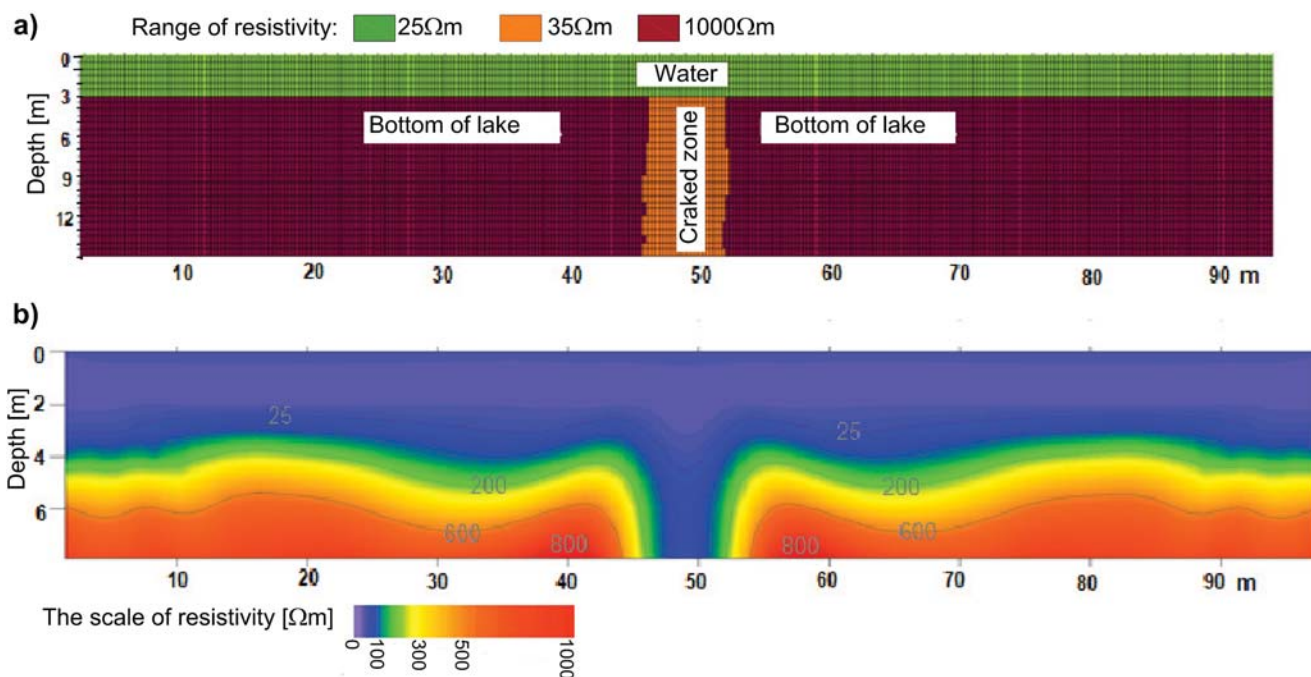 a) Range of resistivity: 25Ωm 35Ωm 1000Ωm
0
3
6
9
12
Depth [m]
Water
Bottom of lake
Craked zone
Bottom of lake
10 20 30 40 50 60 70 80 90 m
b)
0
2
4
6
Depth [m]
25 25
200 200
600 600
800 800
10 20 30 40 50 60 70 80 90 m
The scale of resistivity [Ωm]
0 100 300 500 1000